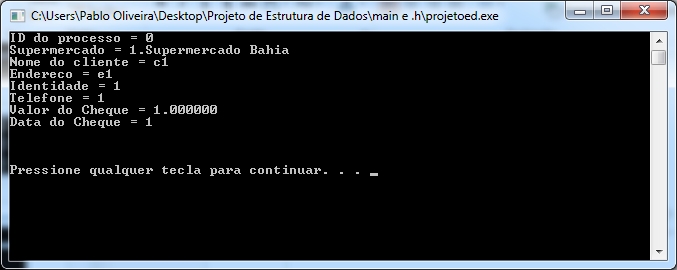 C:\Users\Pablo Oliveira\Desktop\Projeto de Estrutura de Dados\main e .h\projetoed.exe
ID do processo = 0
Supermercado = 1.Supermercado Bahia
Nome do cliente = c1
Endereco = e1
Identidade = 1
Telefone = 1
Valor do Cheque = 1.000000
Data do Cheque = 1
Pressione qualquer tecla para continuar. . . _